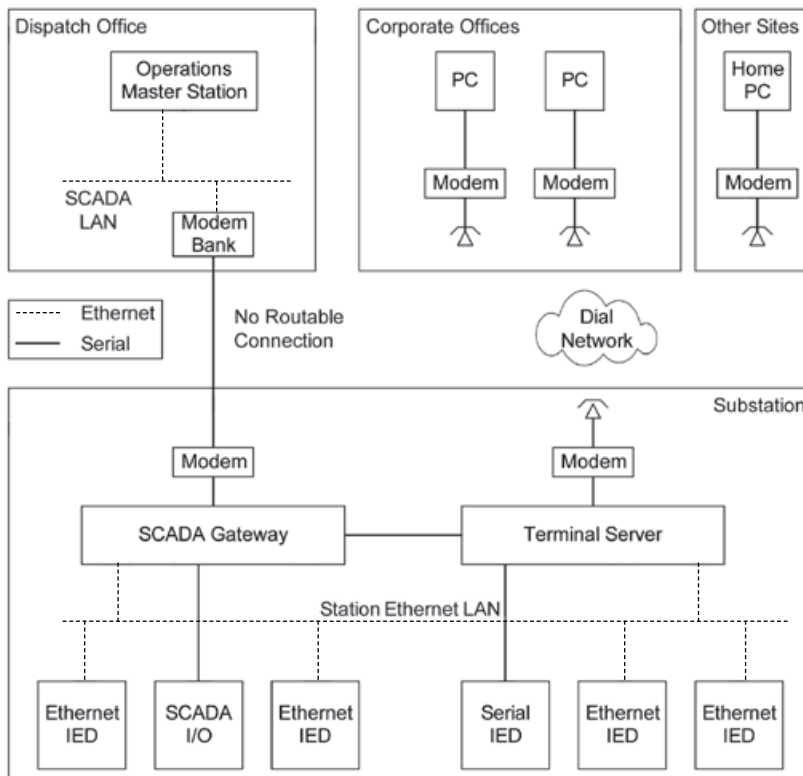 Dispatch Office
Operations
Master Station
SCADA
LAN
Modem
Bank
Corporate Offices
PC
PC
Modem
Modem
Other Sites
Home
PC
Modem
Ethernet
Serial
No Routable
Connection
Dial
Network
Substation
Modem
Modem
SCADA Gateway
Terminal Server
Station Ethernet LAN
Ethernet
IED
SCADA
I/O
Ethernet
IED
Serial
IED
Ethernet
IED
Ethernet
IED